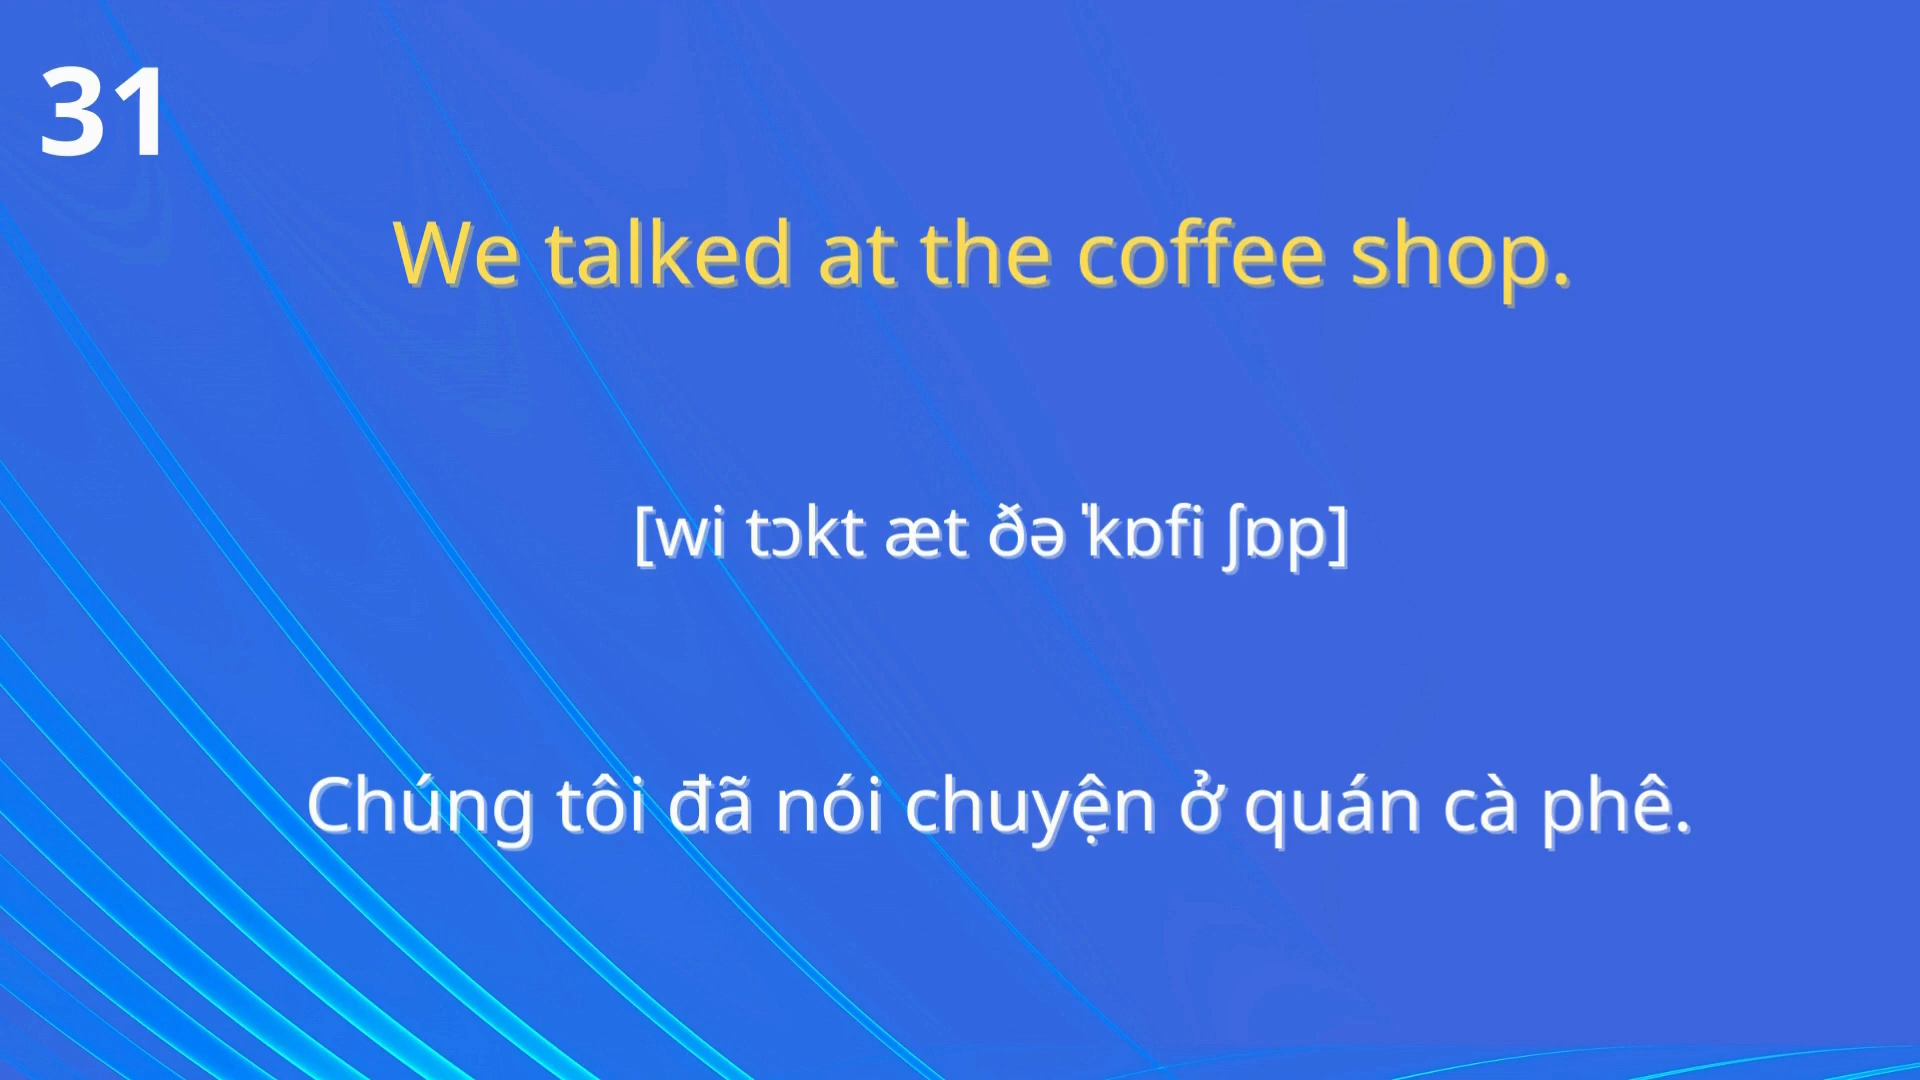 31
We talked at the coffee shop.
[wi tɔkt æt ðə ˈkɒfi ʃɒp]
Chúng tôi đã nói chuyện ở quán cà phê.